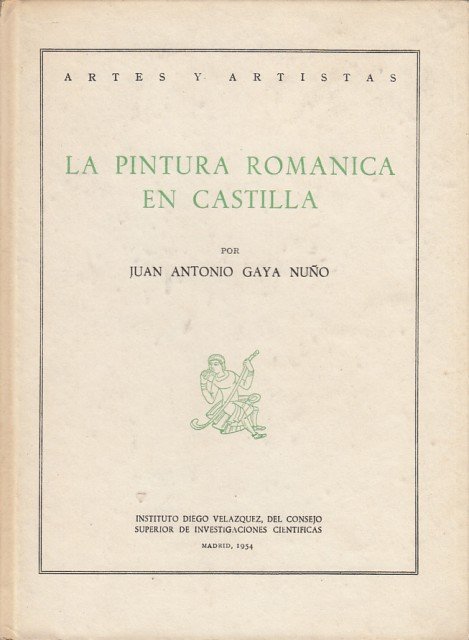 ARTES Y ARTISTAS
LA PINTURA ROMANICA
EN CASTILLA
POR
JUAN ANTONIO GAYA NUÑO
INSTITUTO DIEGO VELAZQUEZ, DEL CONSEJO
SUPERIOR DE INVESTIGACIONES CIENTIFICAS
MADRID, 1954